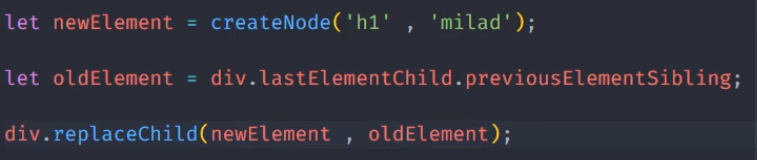 let newElement = createNode('h1' , 'milad');
let oldElement = div.lastElementChild.previousElementSibling;
div.replaceChild(newElement , oldElement);